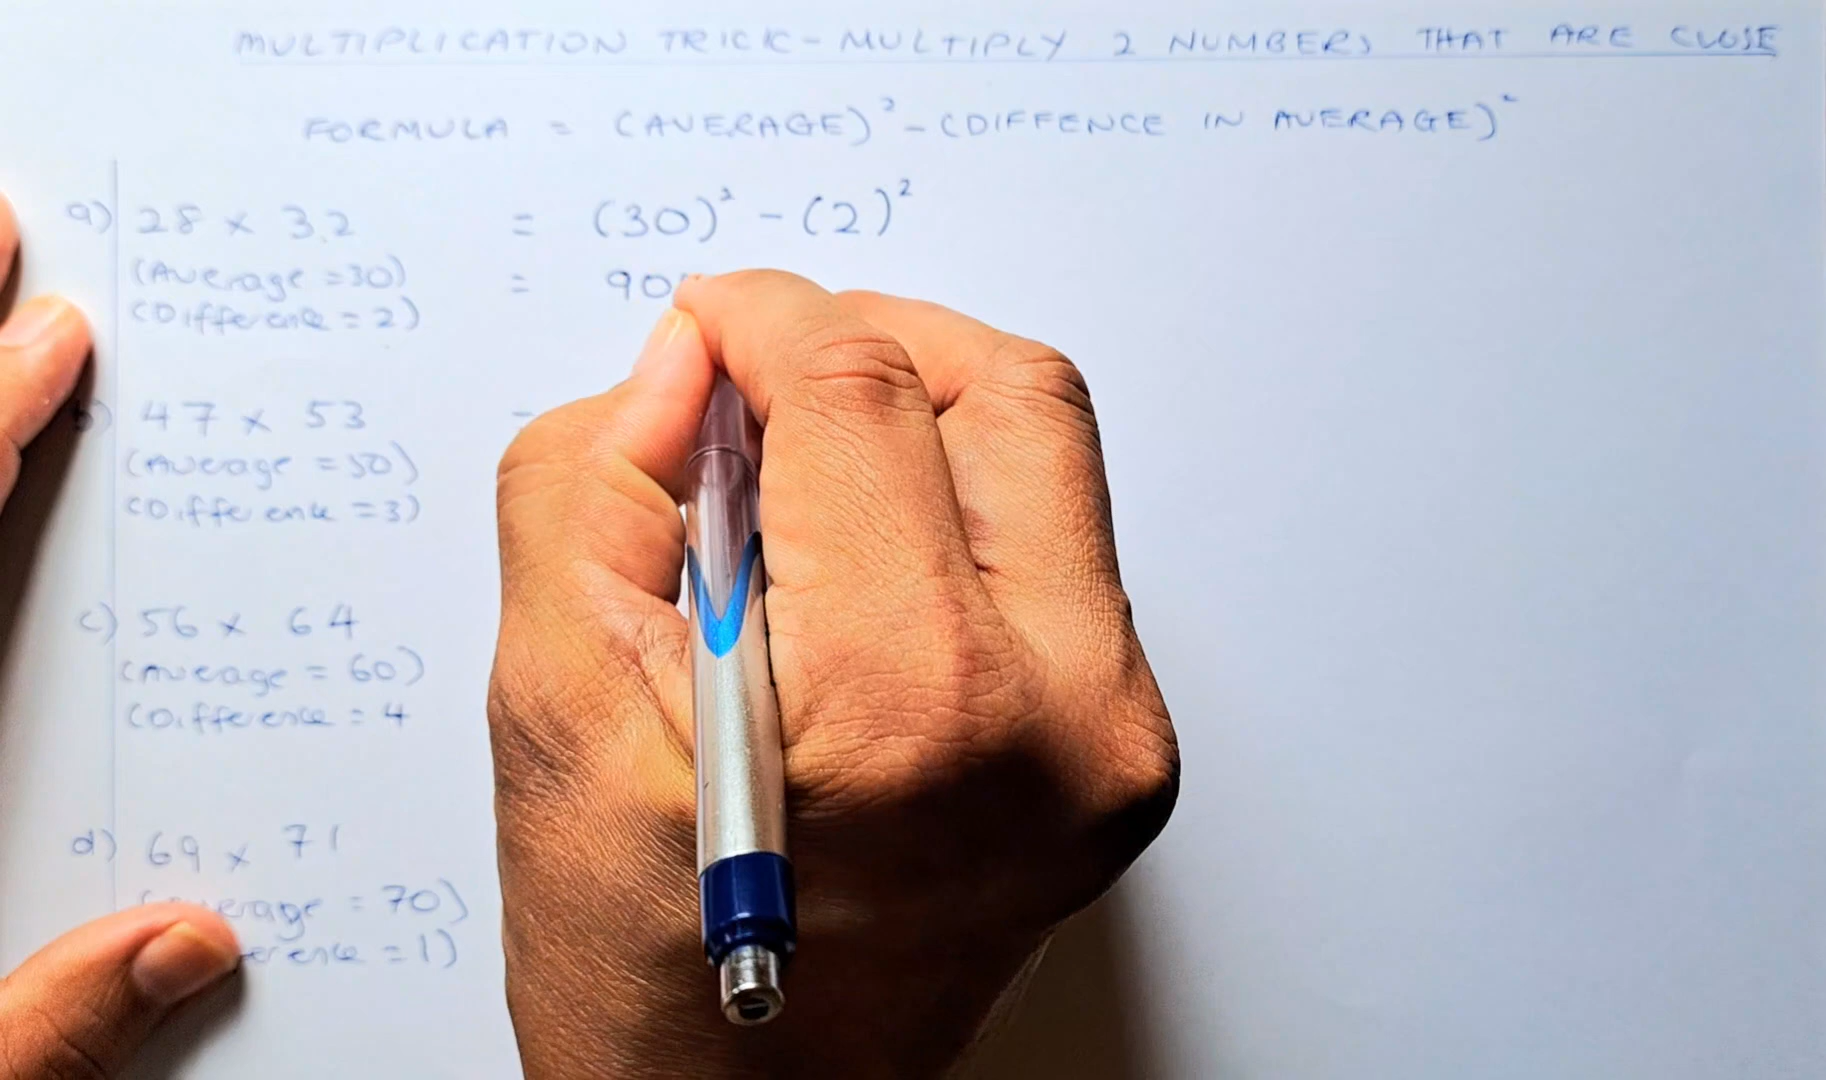 MULTIPLICATION TRICK - MULTIPLY 2 NUMBERS THAT ARE CLOSE
FORMULA = (AVERAGE)² - (DIFFENCE IN AVERAGE)²
a) 28 × 32 = (30)² - (2)²
(Average = 30) = 90
(Difference = 2)
b) 47 × 53
(Average = 50)
(Difference = 3)
c) 56 × 64
(Average = 60)
(Difference = 4
d) 69 × 71
erage = 70)
erence = 1)